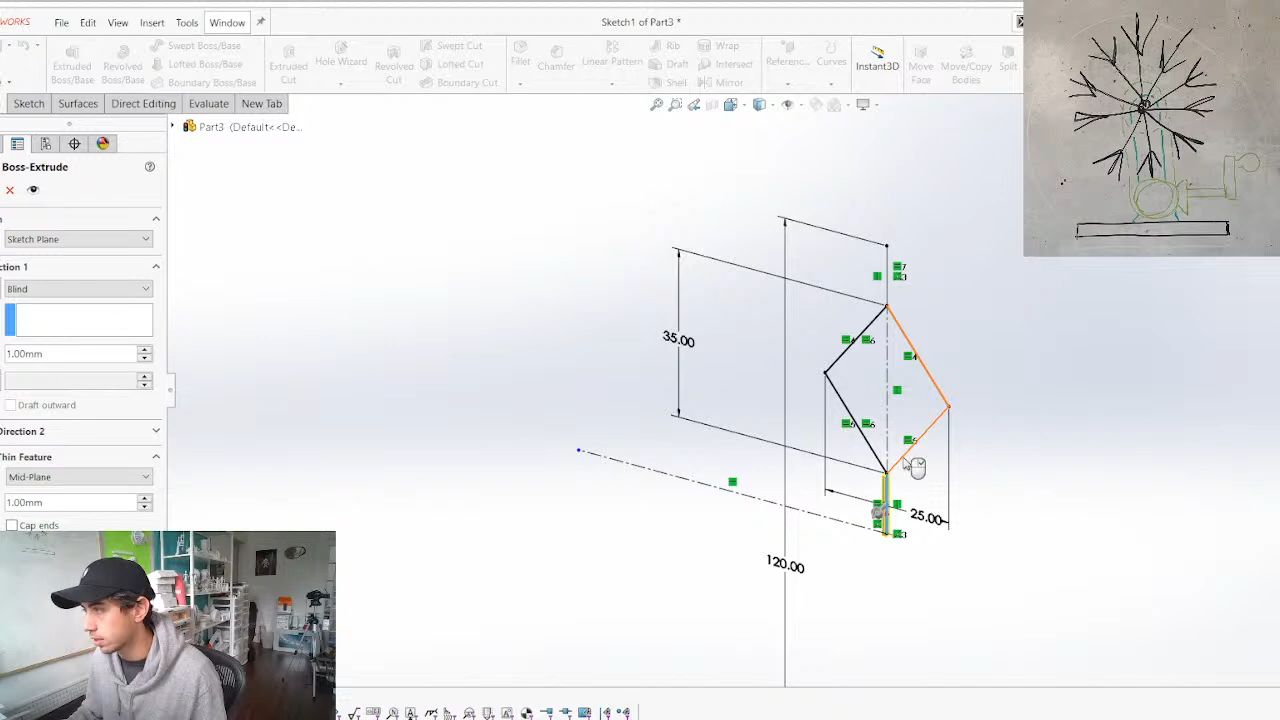 WORKS File Edit View Insert Tools Window Sketch1 of Part3 *
Extruded Boss/Base Revolved Boss/Base Swept Boss/Base Lofted Boss/Base Boundary Boss/Base Extruded Cut Hole Wizard Revolved Cut Swept Cut Lofted Cut Boundary Cut Fillet Chamfer Linear Pattern Rib Draft Shell Wrap Intersect Mirror Referenc... Curves Instant3D Move Face Move/Copy Bodies Split
Sketch Surfaces Direct Editing Evaluate New Tab
Part3 (Default< <De...
Boss-Extrude
Sketch Plane
ction 1
Blind
1.00mm
Draft outward
Direction 2
Thin Feature
Mid-Plane
1.00mm
Cap ends
35.00
25.00
120.00